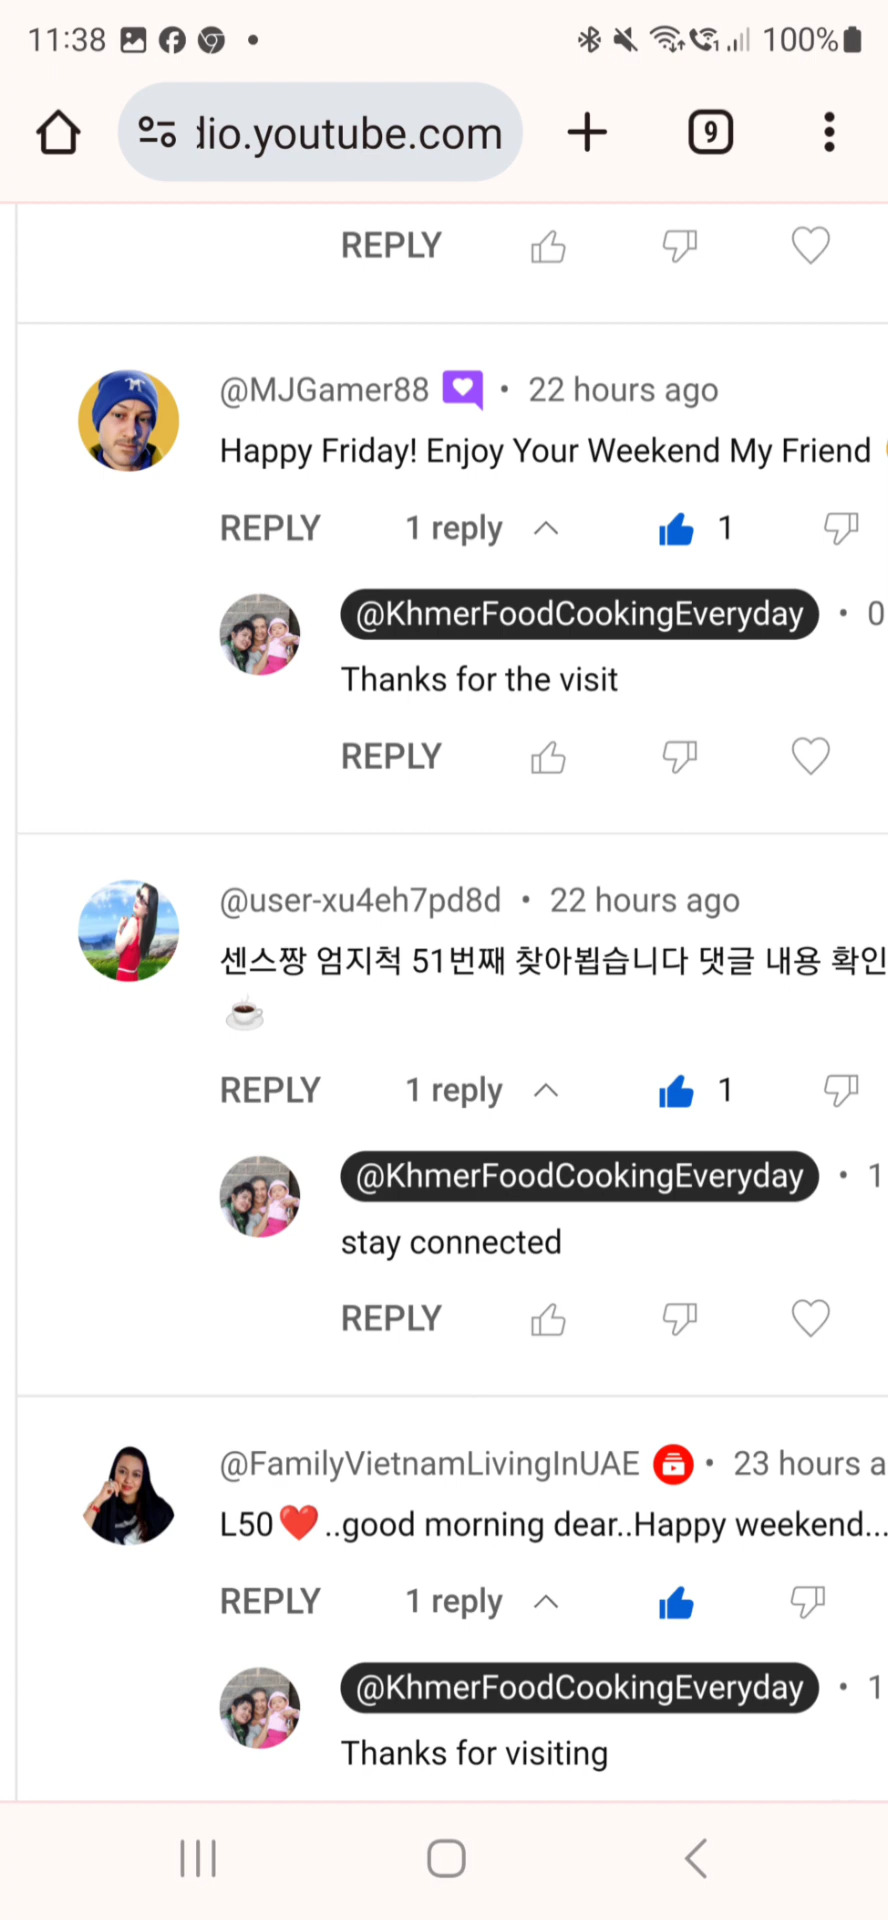 11:38
100%
dio.youtube.com
9
REPLY
@MJGamer88 • 22 hours ago
Happy Friday! Enjoy Your Weekend My Friend
REPLY 1 reply 1
@KhmerFoodCookingEveryday • 0
Thanks for the visit
REPLY
@user-xu4eh7pd8d • 22 hours ago
센스짱 엄지척 51번째 찾아뵙습니다 댓글 내용 확인
☕
REPLY 1 reply 1
@KhmerFoodCookingEveryday • 1
stay connected
REPLY
@FamilyVietnamLivingInUAE • 23 hours a
L50❤️..good morning dear..Happy weekend...
REPLY 1 reply
@KhmerFoodCookingEveryday • 1
Thanks for visiting